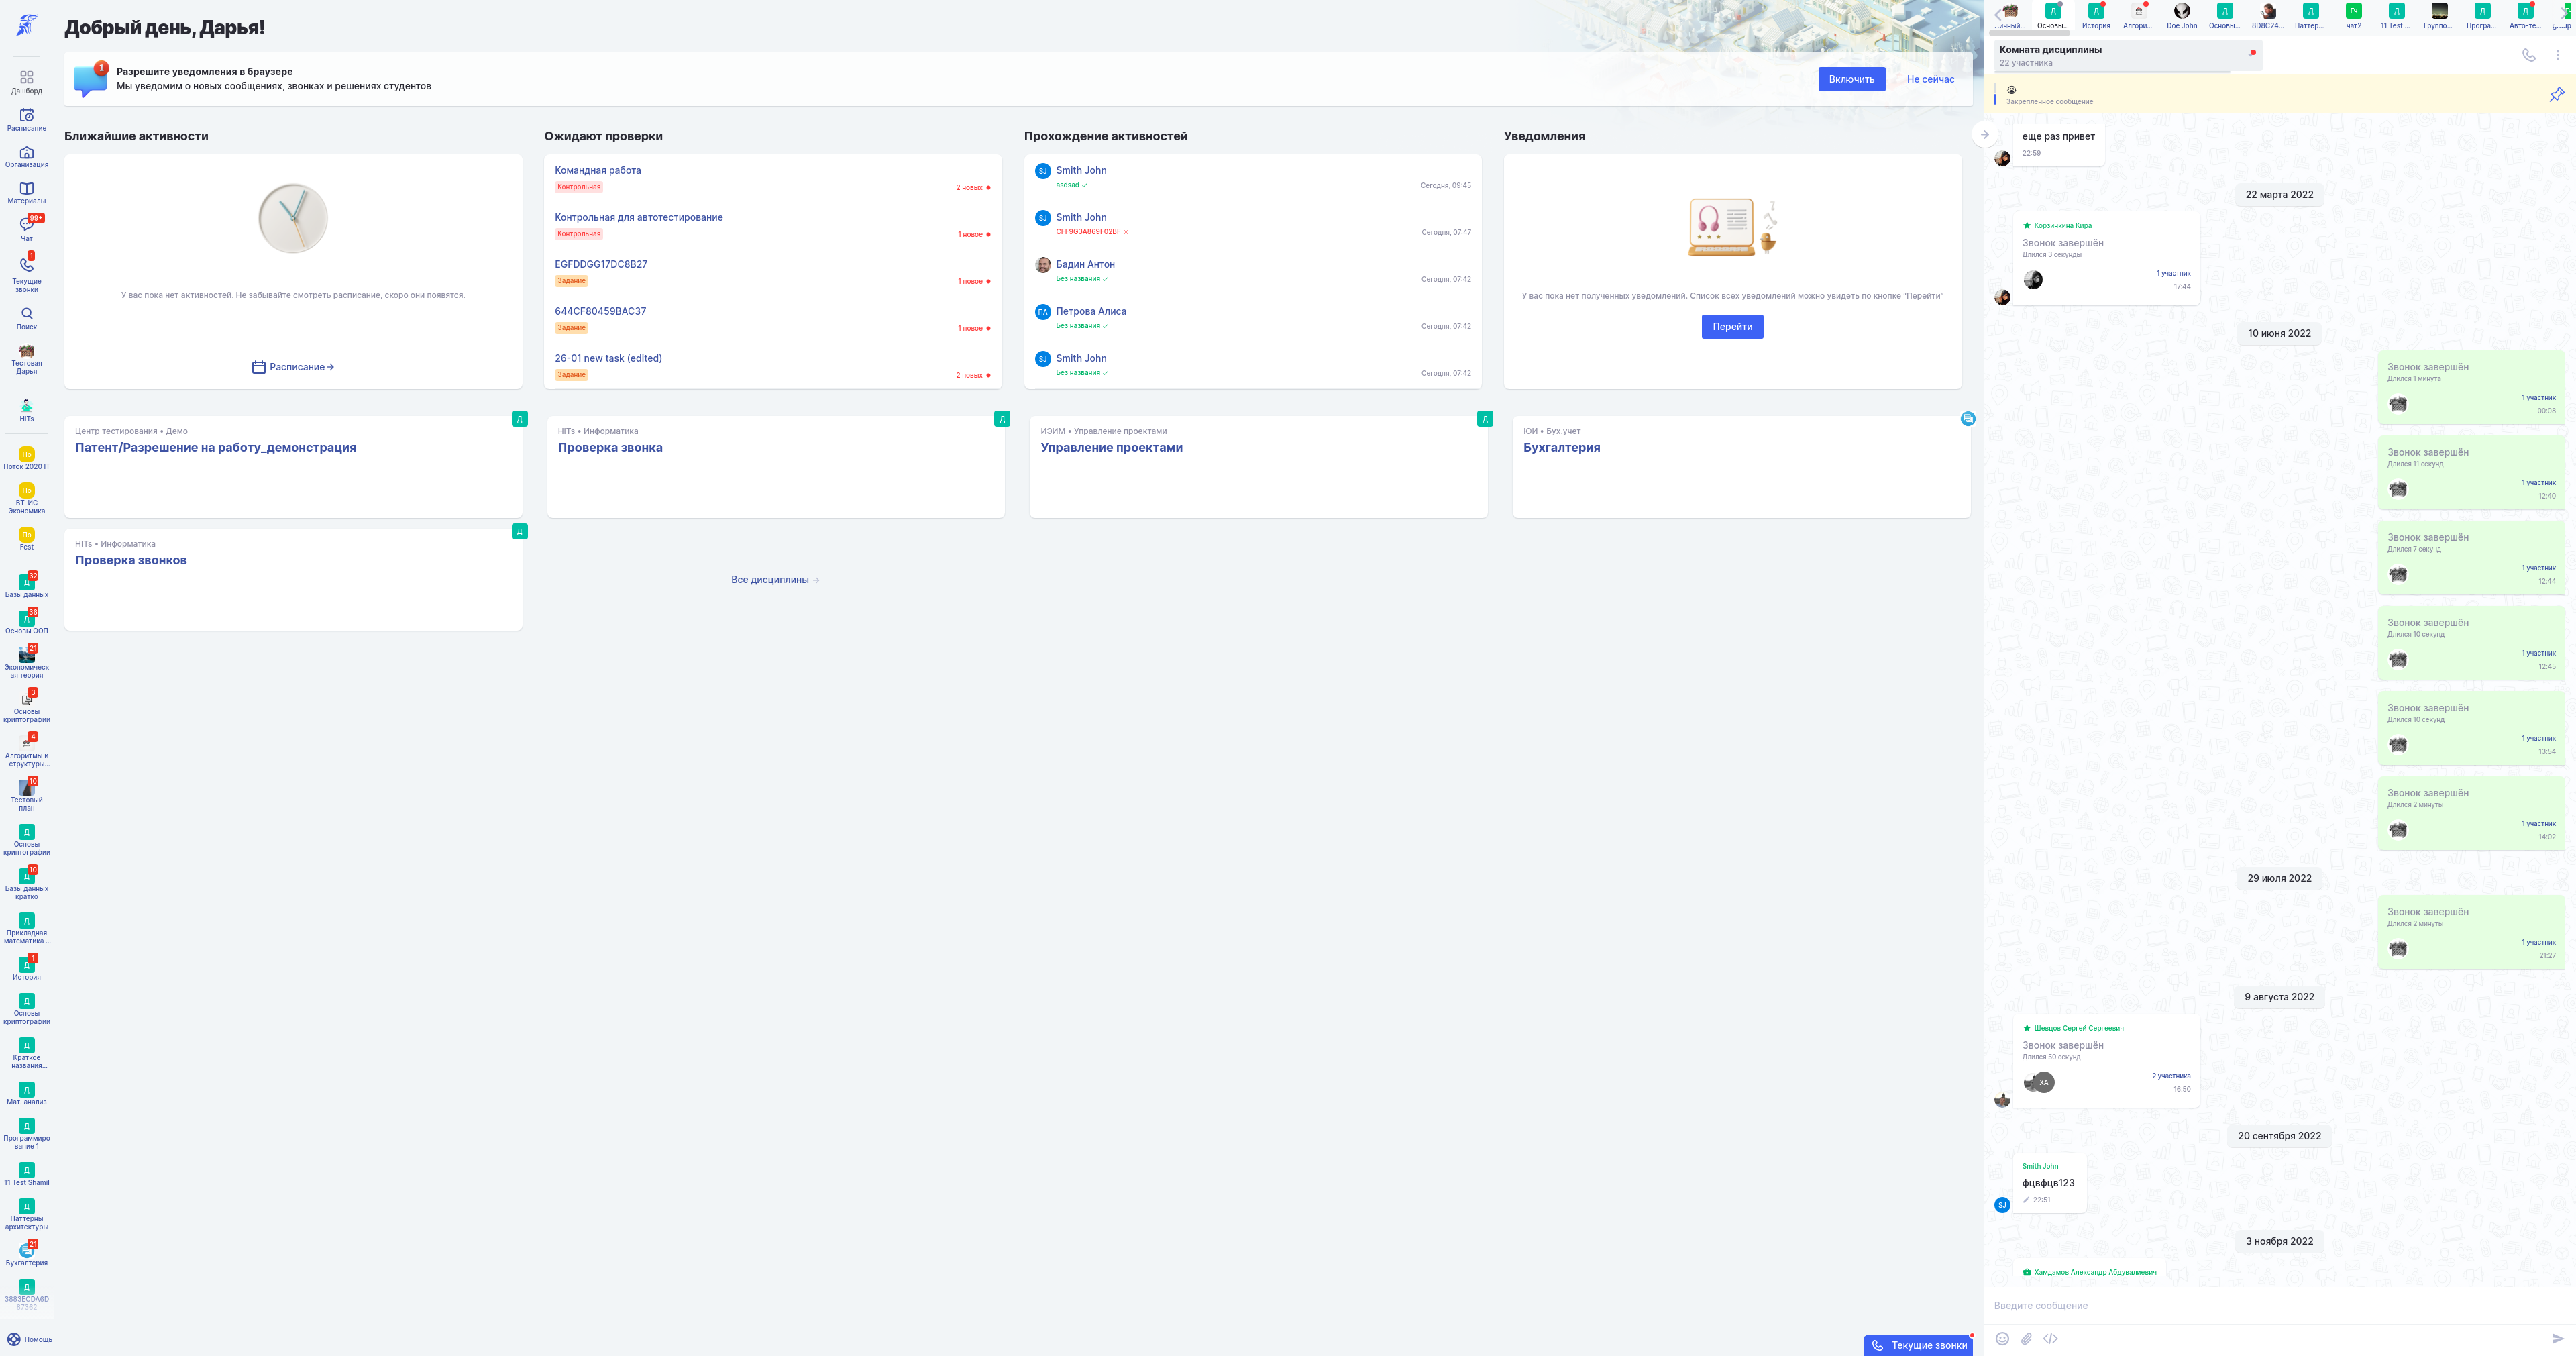 Дашборд
Расписание
Организация
Материалы
99+
Чат
1
Текущие
звонки
Поиск
Тестовая
Дарья
HITs
По
Поток 2020 IT
По
ВТ-ИС
Экономика
По
Fest
32
Д
Базы данных
36
Д
Основы ООП
21
Экономическ
ая теория
3
Основы
криптографии
4
Алгоритмы и
структуры...
10
Тестовый
план
Д
Основы
криптографии
10
Д
Базы данных
кратко
Д
Прикладная
математика ...
1
Д
История
Д
Основы
криптографии
Д
Краткое
названия...
Д
Мат. анализ
Д
Программиро
вание 1
Д
11 Test Shamil
Д
Паттерны
архитектуры
21
Бухгалтерия
Д
3883ECDA6D
87362
Помощь
Добрый день, Дарья!
1
Разрешите уведомления в браузере
Мы уведомим о новых сообщениях, звонках и решениях студентов
Включить
Не сейчас
Ближайшие активности
У вас пока нет активностей. Не забывайте смотреть расписание, скоро они появятся.
Расписание
Ожидают проверки
Командная работа
Контрольная
2 новых
Контрольная для автотестирование
Контрольная
1 новое
EGFDDGG17DC8B27
Задание
1 новое
644CF80459BAC37
Задание
1 новое
26-01 new task (edited)
Задание
2 новых
Прохождение активностей
SJ
Smith John
asdsad
Сегодня, 09:45
SJ
Smith John
CFF9G3A869F02BF
Сегодня, 07:47
Бадин Антон
Без названия
Сегодня, 07:42
ПА
Петрова Алиса
Без названия
Сегодня, 07:42
SJ
Smith John
Без названия
Сегодня, 07:42
Уведомления
У вас пока нет полученных уведомлений. Список всех уведомлений можно увидеть по кнопке "Перейти"
Перейти
Д
Центр тестирования • Демо
Патент/Разрешение на работу_демонстрация
Д
HITs • Информатика
Проверка звонка
Д
ИЭИМ • Управление проектами
Управление проектами
ЮИ • Бух.учет
Бухгалтерия
Д
HITs • Информатика
Проверка звонков
Все дисциплины
Текущие звонки
Д
Основы...
Д
История
Алгори...
Doe John
Д
Основы...
8D8C24...
Д
Паттер...
Гч
чат2
Д
11 Test ...
Группо...
Д
Програ...
Д
Авто-те...
Комната дисциплины
22 участника
Закрепленное сообщение
еще раз привет
22:59
22 марта 2022
Корзинкина Кира
Звонок завершён
Длился 3 секунды
1 участник
17:44
10 июня 2022
Звонок завершён
Длился 1 минута
1 участник
00:08
Звонок завершён
Длился 11 секунд
1 участник
12:40
Звонок завершён
Длился 7 секунд
1 участник
12:44
Звонок завершён
Длился 10 секунд
1 участник
12:45
Звонок завершён
Длился 10 секунд
1 участник
13:54
Звонок завершён
Длился 2 минуты
1 участник
14:02
29 июля 2022
Звонок завершён
Длился 2 минуты
1 участник
21:27
9 августа 2022
Шевцов Сергей Сергеевич
Звонок завершён
Длился 50 секунд
ХА
2 участника
16:50
20 сентября 2022
Smith John
фцвфцв123
22:51
SJ
3 ноября 2022
Хамдамов Александр Абдувалиевич
Введите сообщение